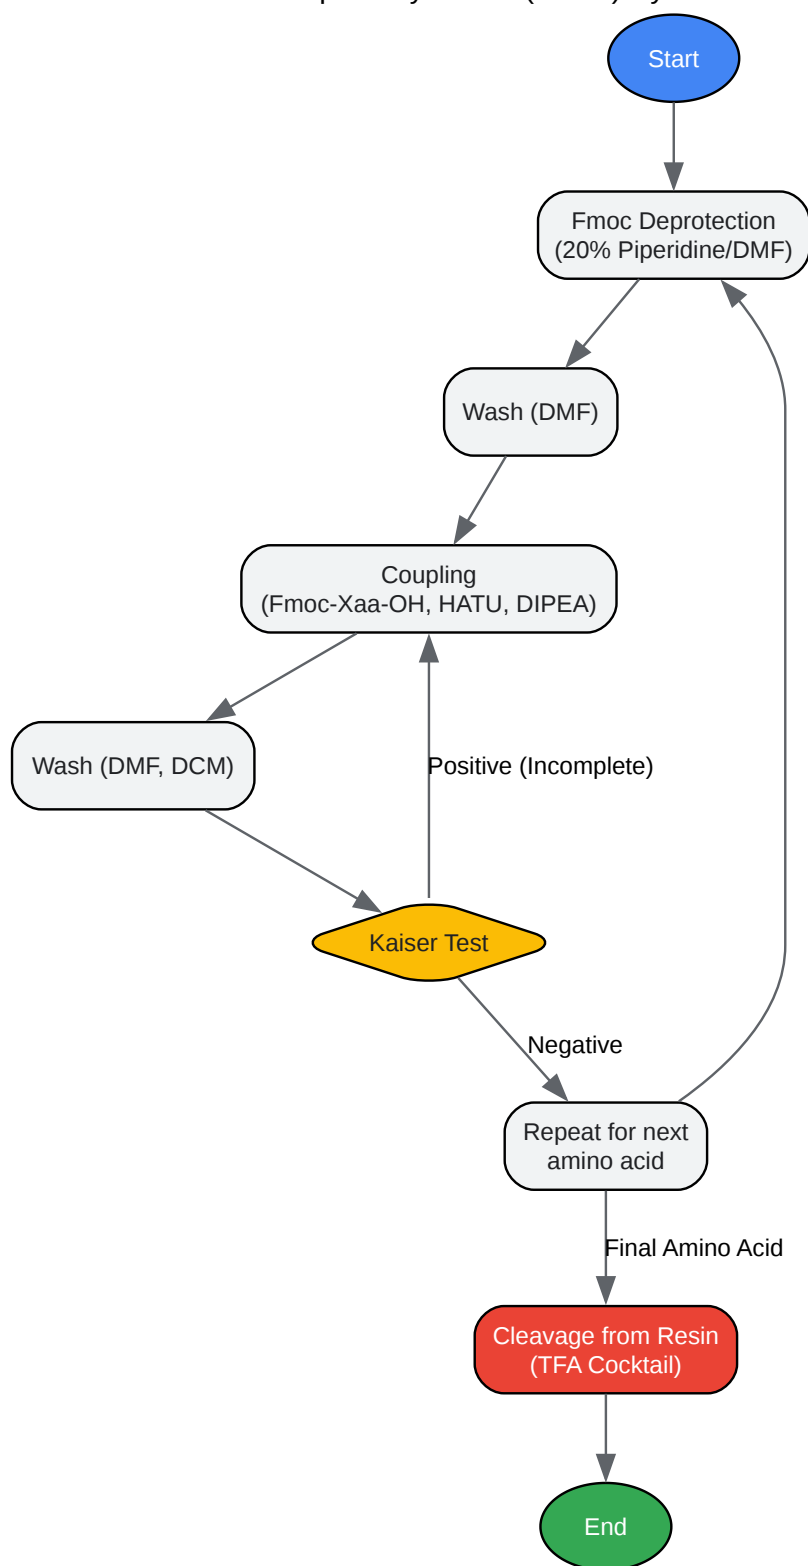 Start
Fmoc Deprotection
(20% Piperidine/DMF)
Wash (DMF)
Coupling
(Fmoc-Xaa-OH, HATU, DIPEA)
Wash (DMF, DCM)
Positive (Incomplete)
Kaiser Test
Negative
Repeat for next
amino acid
Final Amino Acid
Cleavage from Resin
(TFA Cocktail)
End